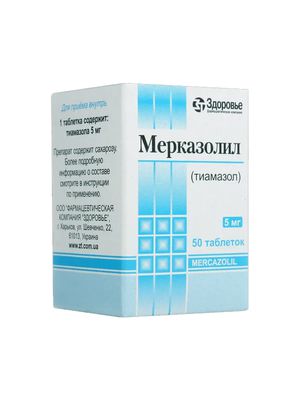 Для приёма внутрь
1 таблетка содержит:
тиамазола 5 мг
Препарат содержит сахарозу.
Более подробную
информацию о составе
смотрите в инструкции
по применению.
ООО "ФАРМАЦЕВТИЧЕСКАЯ
КОМПАНИЯ "ЗДОРОВЬЕ".
г. Харьков, ул. Шевченко, 22,
61013, Украина
www.zt.com.ua
Здоровье
фармацевтическая компания
Мерказолил
(тиамазол)
5 мг
50 таблеток
MERCAZOLIL